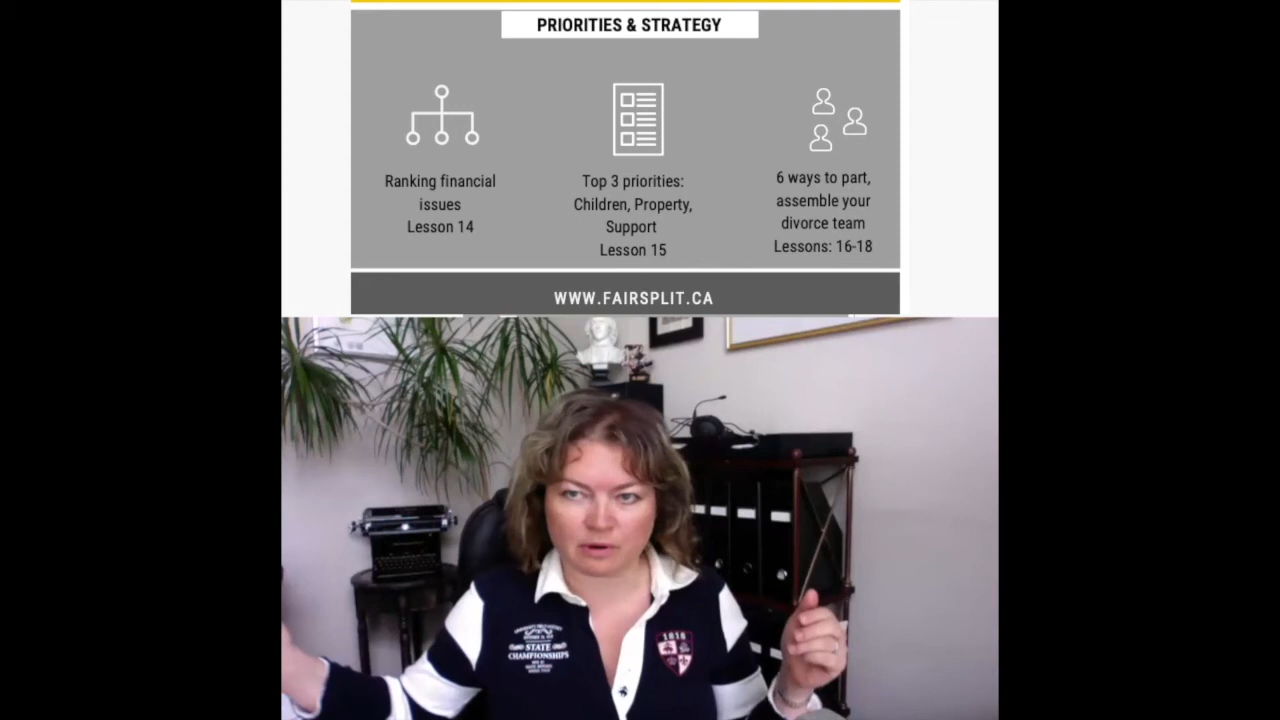 PRIORITIES & STRATEGY
Ranking financial
issues
Lesson 14
Top 3 priorities:
Children, Property,
Support
Lesson 15
6 ways to part,
assemble your
divorce team
Lessons: 16-18
WWW.FAIRSPLIT.CA
STATE
CHAMPIONSHIPS
1818